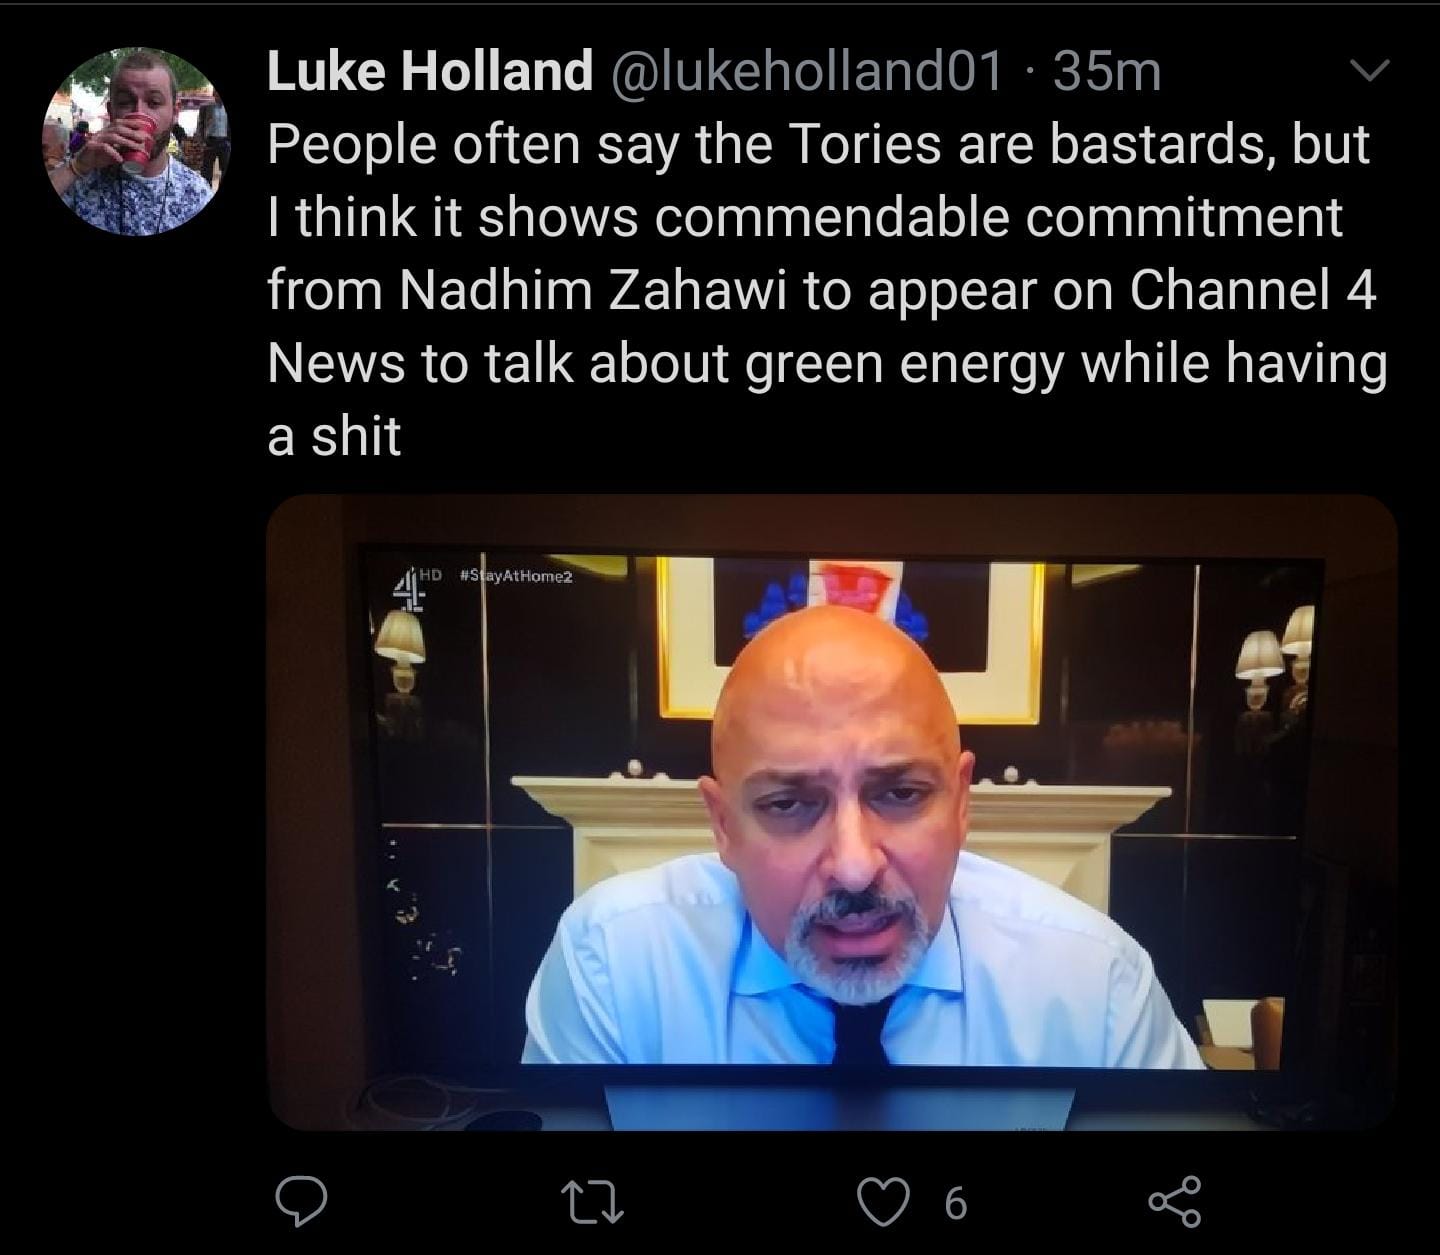 Luke Holland @lukeholland01 · 35m
People often say the Tories are bastards, but
I think it shows commendable commitment
from Nadhim Zahawi to appear on Channel 4
News to talk about green energy while having
a shit
4 HD #StayAtHome2
6